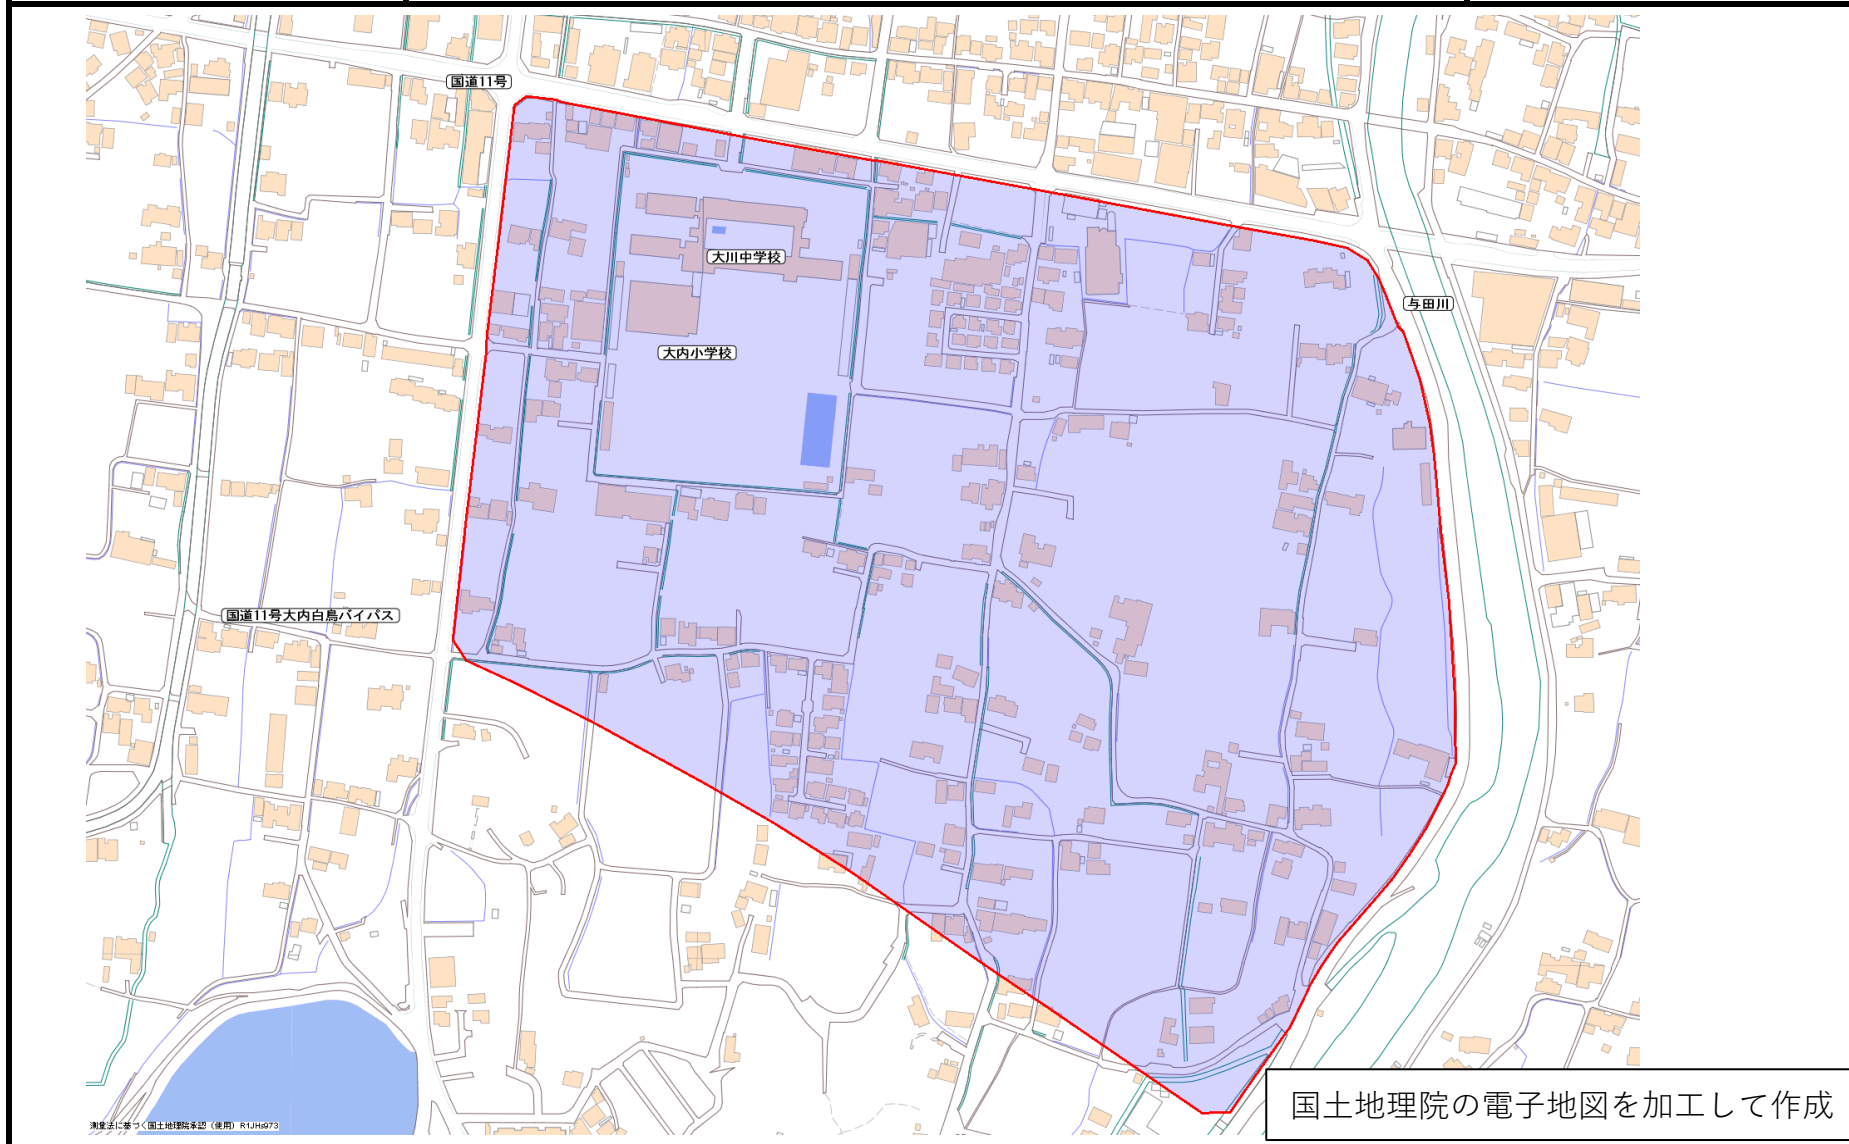 国道11号
大川中学校
与田川
大内小学校
国道11号大内白鳥バイパス
国土地理院の電子地図を加工して作成
測量法に基づく国土地理院承認（使用）R1JHs973